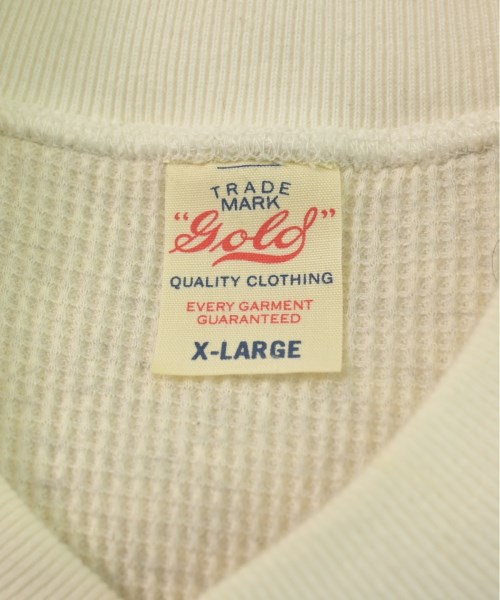 TRADE
MARK
"Gold"
QUALITY CLOTHING
EVERY GARMENT
GUARANTEED
X-LARGE